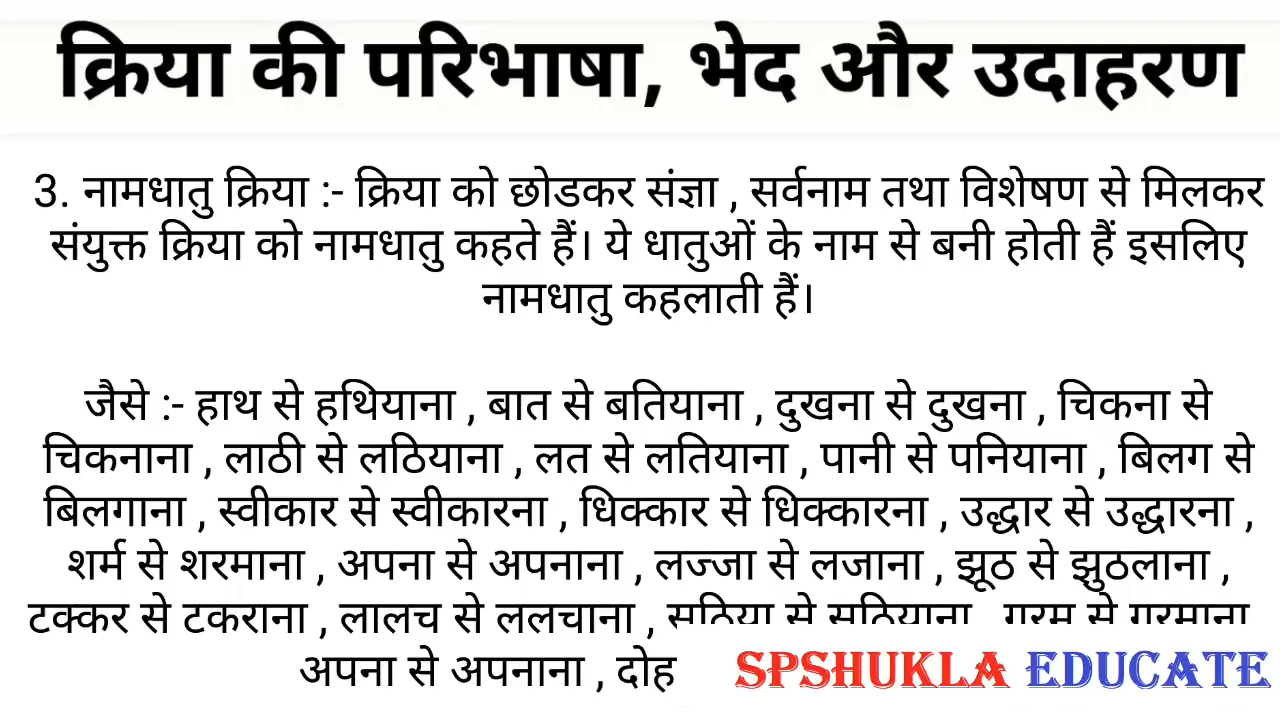 क्रिया की परिभाषा, भेद और उदाहरण
3. नामधातु क्रिया :- क्रिया को छोडकर संज्ञा , सर्वनाम तथा विशेषण से मिलकर
संयुक्त क्रिया को नामधातु कहते हैं। ये धातुओं के नाम से बनी होती हैं इसलिए
नामधातु कहलाती हैं।
जैसे :- हाथ से हथियाना , बात से बतियाना , दुखना से दुखना , चिकना से
चिकनाना , लाठी से लठियाना , लत से लतियाना , पानी से पनियाना , बिलग से
बिलगाना , स्वीकार से स्वीकारना , धिक्कार से धिक्कारना , उद्धार से उद्धारना ,
शर्म से शरमाना , अपना से अपनाना , लज्जा से लजाना , झूठ से झुठलाना ,
टक्कर से टकराना , लालच से ललचाना , से गरम से गरमाना
अपना से अपनाना , दोह
SPSHUKLA EDUCATE